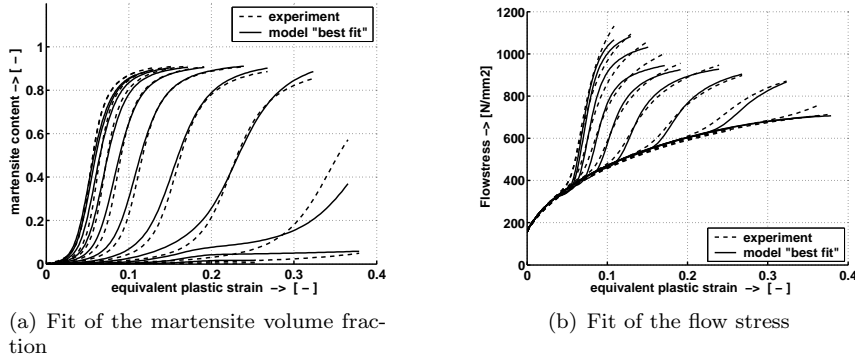 experiment
model "best fit"
1
0.8
0.6
0.4
0.2
0
0
0.1
0.2
0.3
0.4
martensite content −> [ − ]
equivalent plastic strain −> [ − ]
(a) Fit of the martensite volume frac-
tion
1200
1000
800
600
400
200
0
0
0.1
0.2
0.3
0.4
Flowstress −> [N/mm2]
experiment
model "best fit"
equivalent plastic strain −> [ − ]
(b) Fit of the flow stress